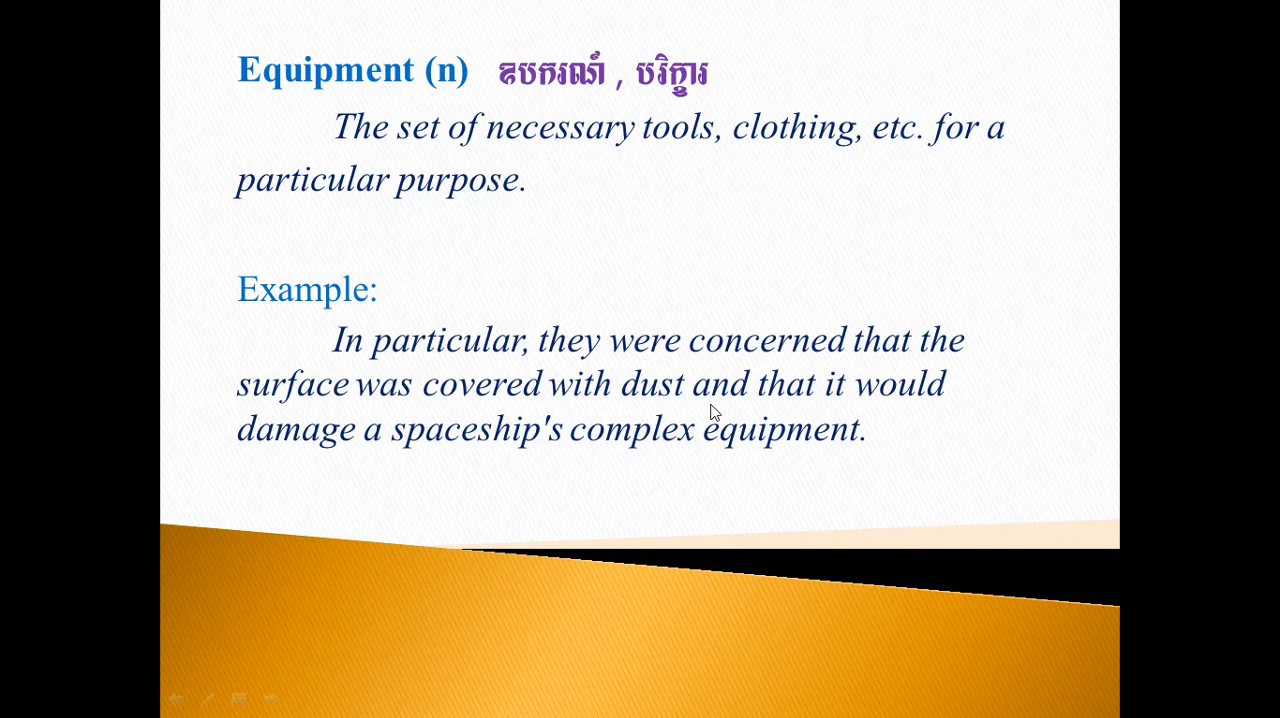 Equipment (n) ឧបករណ៍ , បរិក្ខារ
The set of necessary tools, clothing, etc. for a
particular purpose.
Example:
In particular, they were concerned that the
surface was covered with dust and that it would
damage a spaceship's complex equipment.